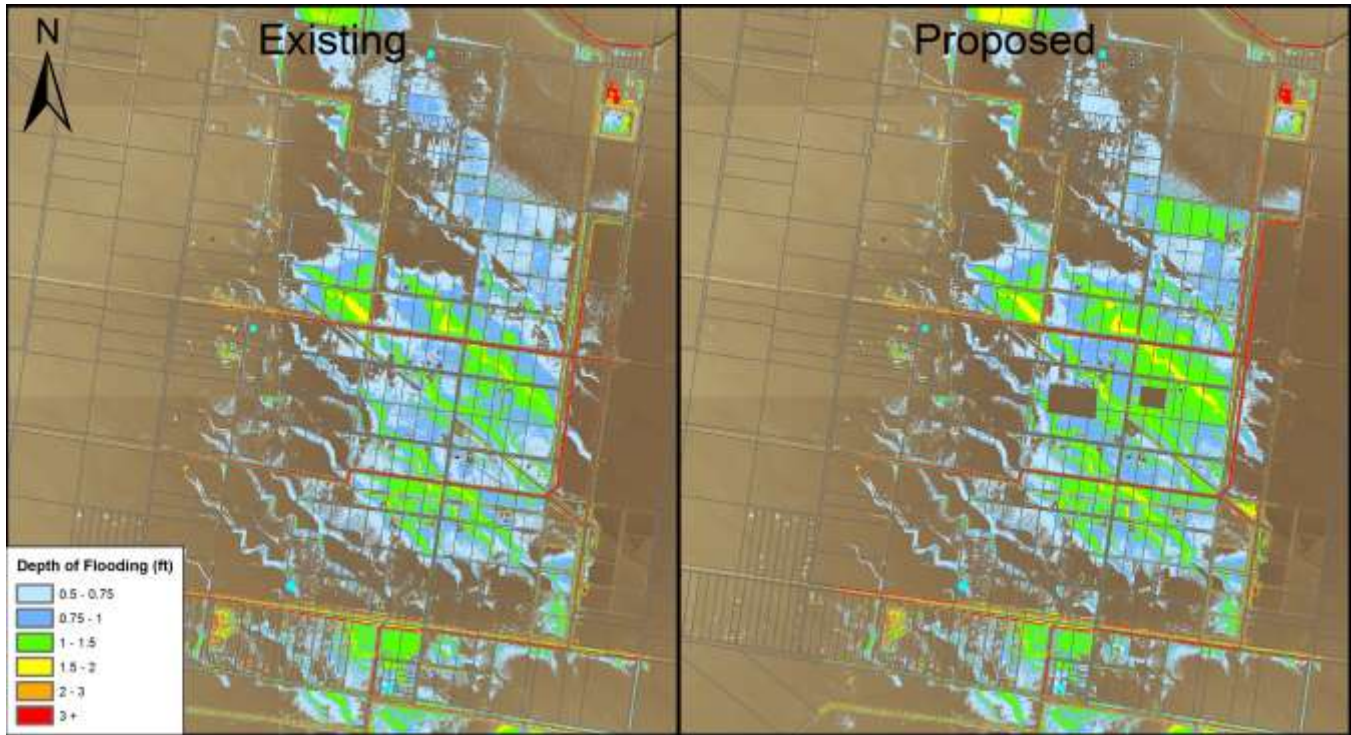 N
Existing
Proposed
Depth of Flooding (ft)
0.5 - 0.75
0.75 - 1
1 - 1.5
1.5 - 2
2 - 3
3 +